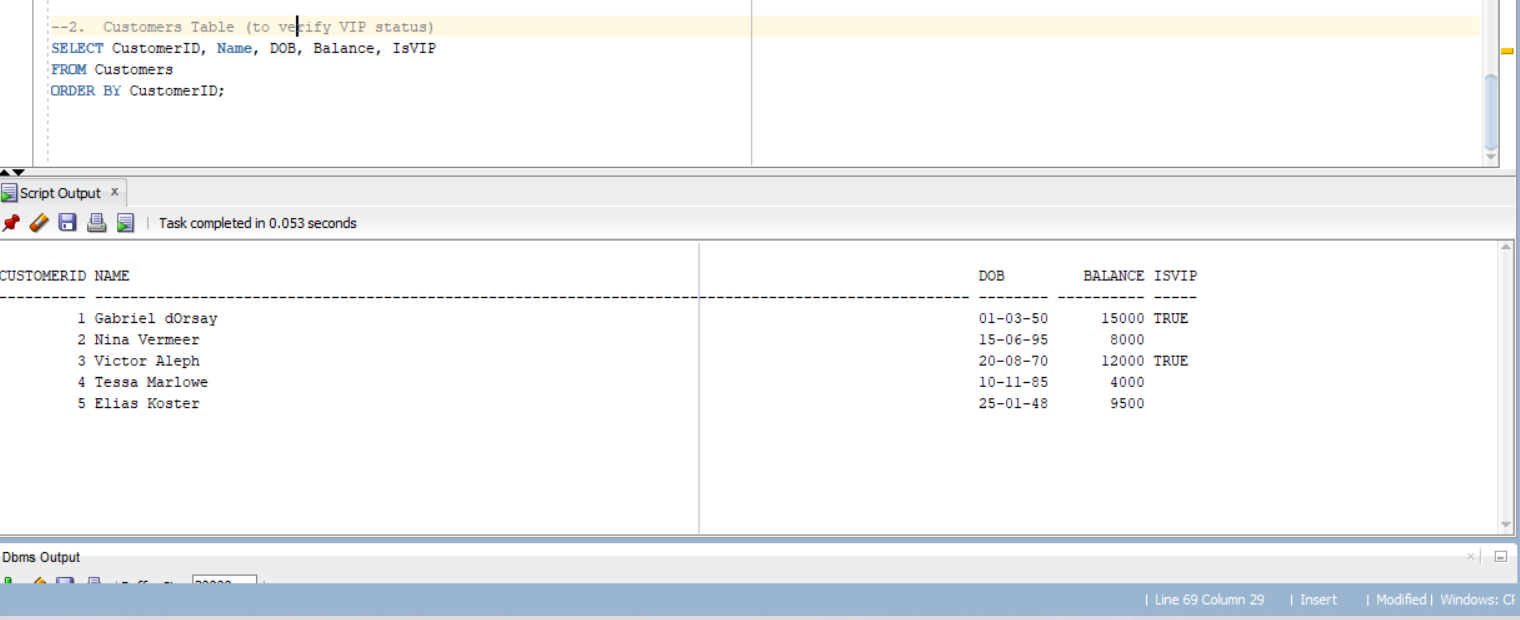 --2.  Customers Table (to verify VIP status)
SELECT CustomerID, Name, DOB, Balance, IsVIP
FROM Customers
ORDER BY CustomerID;
Script Output x
Task completed in 0.053 seconds
CUSTOMERID NAME DOB BALANCE ISVIP
---------- ---------------------------------------------------------------------------------------------------- -------- ---------- -----
1 Gabriel dOrsay 01-03-50 15000 TRUE
2 Nina Vermeer 15-06-95 8000
3 Victor Aleph 20-08-70 12000 TRUE
4 Tessa Marlowe 10-11-85 4000
5 Elias Koster 25-01-48 9500
Dbms Output
| Line 69 Column 29 | Insert | Modified | Windows: